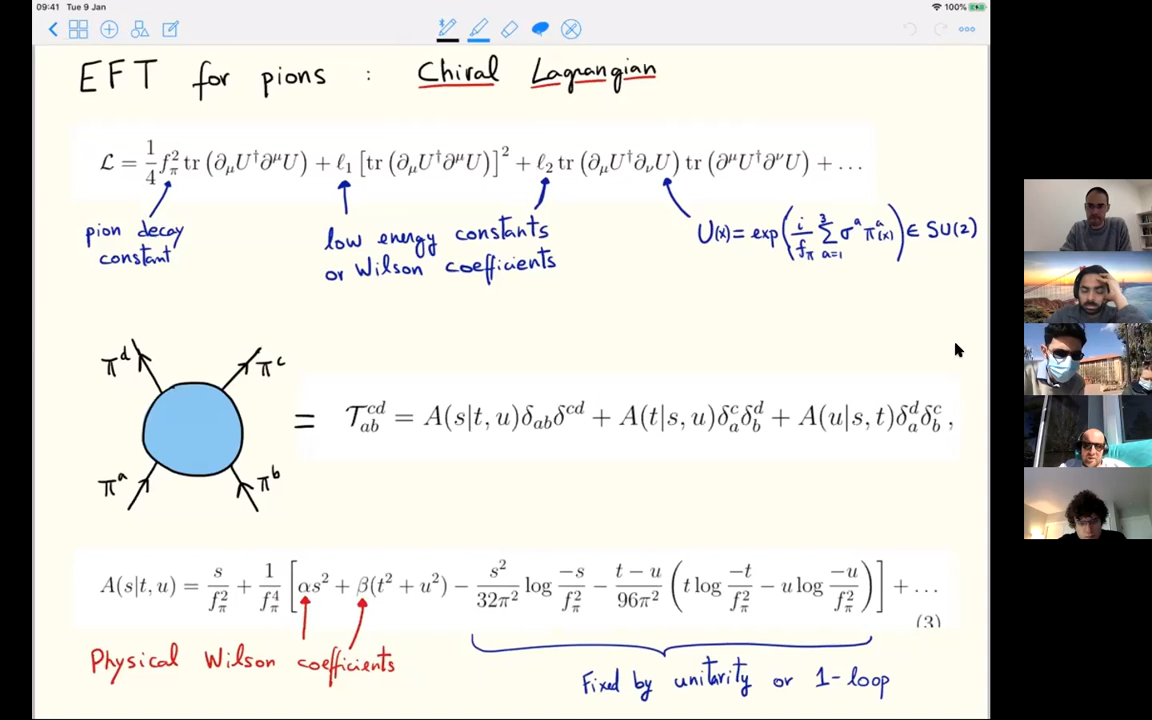 09:41 Tue 9 Jan 100%
EFT for pions : Chiral Lagrangian
ℒ = 1/4 f_π² tr (∂_μU†∂^μU) + ℓ₁ [tr (∂_μU†∂^μU)]² + ℓ₂ tr (∂_μU†∂_νU) tr (∂^μU†∂^νU) + …
pion decay constant
low energy constants
or Wilson coefficients
U(x) = exp(i/f_π Σ_{a=1}^{3} σ^a π^a(x)) ∈ SU(2)
π^d π^c
π^a π^b
= 𝒯_{ab}^{cd} = A(s|t, u)δ_{ab}δ^{cd} + A(t|s, u)δ_a^cδ_b^d + A(u|s, t)δ_a^dδ_b^c ,
A(s|t, u) = s/f_π² + 1/f_π⁴ [αs² + β(t² + u²) − s²/32π² log −s/f_π² − t − u/96π² (t log −t/f_π² − u log −u/f_π²)] + …
(3)
Physical Wilson coefficients
Fixed by unitarity or 1-loop